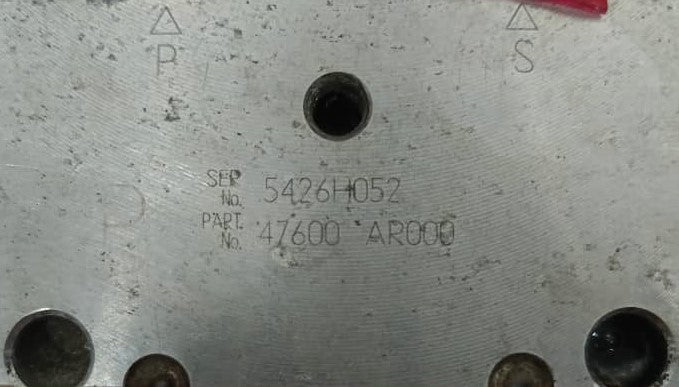 P S
SER. No. 5426H052
PART. No. 47600 AR000
P